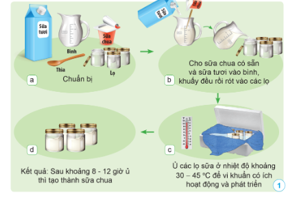 Sữa
tươi
Sữa
chua
Bình
Thìa
Lọ
a
Chuẩn bị
b
Cho sữa chua có sẵn
và sữa tươi vào bình,
khuấy đều rồi rót vào các lọ
d
Kết quả: Sau khoảng 8 - 12 giờ ủ
thì tạo thành sữa chua
c
Ủ các lọ sữa ở nhiệt độ khoảng
30 – 45 °C để vi khuẩn có ích
hoạt động và phát triển
1